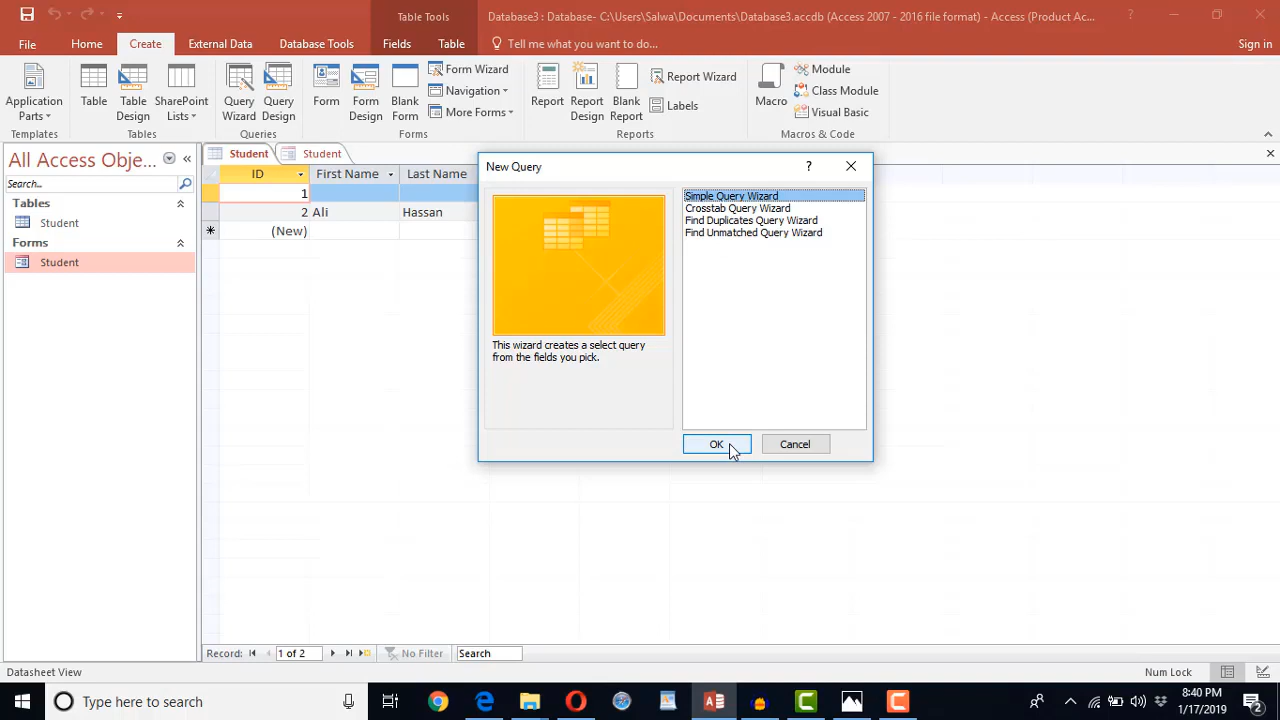 Table Tools
Database3 : Database- C:\Users\Salwa\Documents\Database3.accdb (Access 2007 - 2016 file format) - Access (Product Ac...
File Home Create External Data Database Tools Fields Table Tell me what you want to do... Sign in
Application Parts
Table
Table Design
SharePoint Lists
Query Wizard
Query Design
Form
Form Design
Blank Form
Form Wizard
Navigation
More Forms
Report
Report Design
Blank Report
Report Wizard
Labels
Macro
Module
Class Module
Visual Basic
Templates Tables Queries Forms Reports Macros & Code
All Access Obje...
Search...
Tables
Student
Forms
Student
Student Student
ID First Name Last Name
1
2 Ali Hassan
(New)
New Query
?
This wizard creates a select query
from the fields you pick.
Simple Query Wizard
Crosstab Query Wizard
Find Duplicates Query Wizard
Find Unmatched Query Wizard
OK Cancel
Record: 1 of 2 No Filter Search
Datasheet View Num Lock
Type here to search
8:40 PM
1/17/2019
2